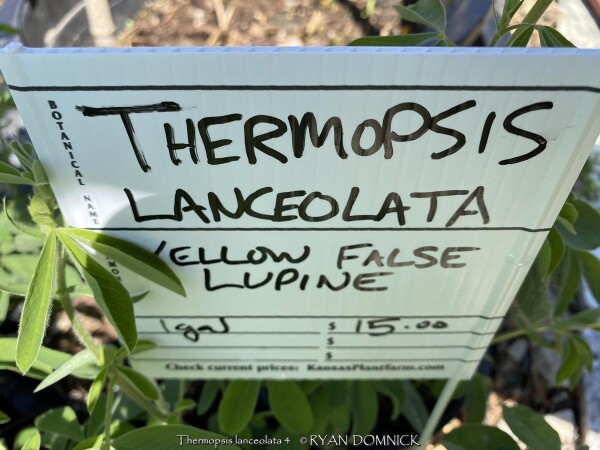 BOTANICAL NAME
THERMOPSIS
LANCEOLATA
YELLOW FALSE
LUPINE
1gal $ 15.00
$
$
Check current prices: KansasPlantFarm.com
Thermopsis lanceolata 4 © RYAN DOMNICK